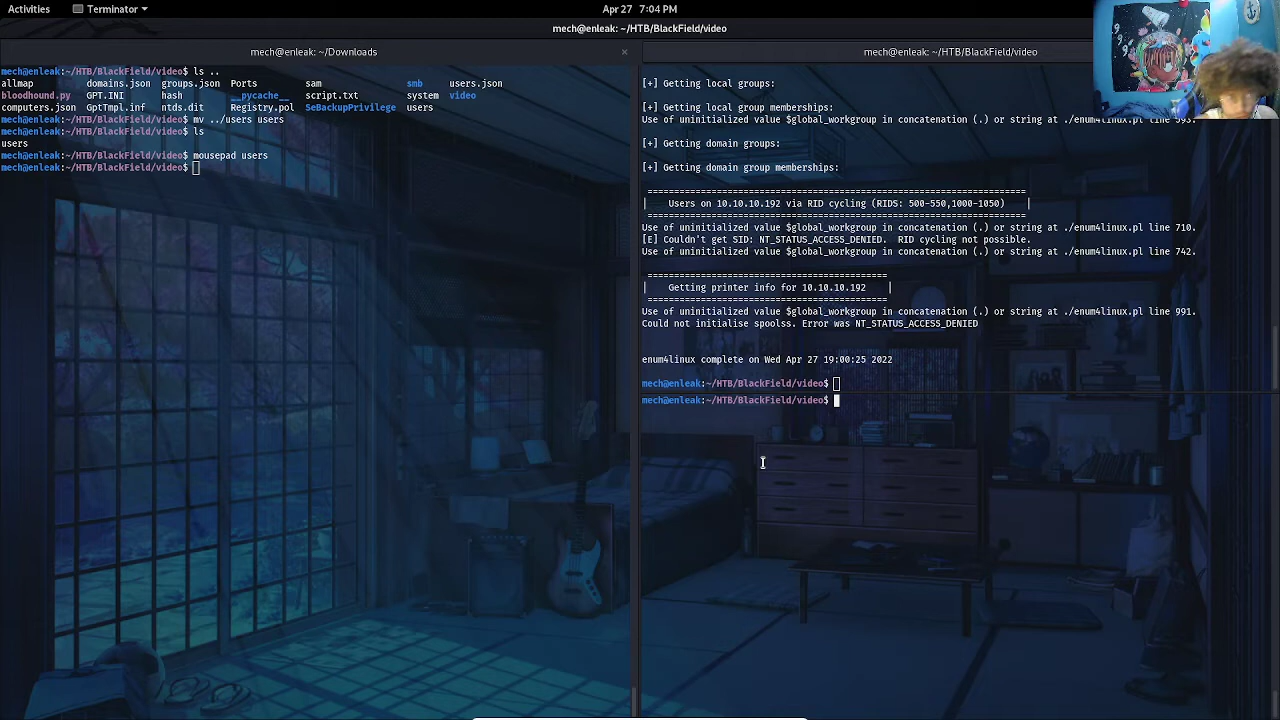 Activities
Terminator
Apr 27 7:04 PM
mech@enleak: ~/HTB/BlackField/video
mech@enleak: ~/Downloads
mech@enleak:~/HTB/BlackField/video$ ls ..
allmap domains.json groups.json Ports sam smb users.json
bloodhound.py GPT.INI hash __pycache__ script.txt system video
computers.json GptTmpl.inf ntds.dit Registry.pol SeBackupPrivilege users
mech@enleak:~/HTB/BlackField/video$ mv ../users users
mech@enleak:~/HTB/BlackField/video$ ls
users
mech@enleak:~/HTB/BlackField/video$ mousepad users
mech@enleak:~/HTB/BlackField/video$
mech@enleak: ~/HTB/BlackField/video
[+] Getting local groups:
[+] Getting local group memberships:
Use of uninitialized value $global_workgroup in concatenation (.) or string at ./enum4linux.pl line 593.
[+] Getting domain groups:
[+] Getting domain group memberships:
===========================================================================
| Users on 10.10.10.192 via RID cycling (RIDS: 500-550,1000-1050) |
===========================================================================
Use of uninitialized value $global_workgroup in concatenation (.) or string at ./enum4linux.pl line 710.
[E] Couldn't get SID: NT_STATUS_ACCESS_DENIED. RID cycling not possible.
Use of uninitialized value $global_workgroup in concatenation (.) or string at ./enum4linux.pl line 742.
=============================================
| Getting printer info for 10.10.10.192 |
=============================================
Use of uninitialized value $global_workgroup in concatenation (.) or string at ./enum4linux.pl line 991.
Could not initialise spoolss. Error was NT_STATUS_ACCESS_DENIED
enum4linux complete on Wed Apr 27 19:00:25 2022
mech@enleak:~/HTB/BlackField/video$
mech@enleak:~/HTB/BlackField/video$